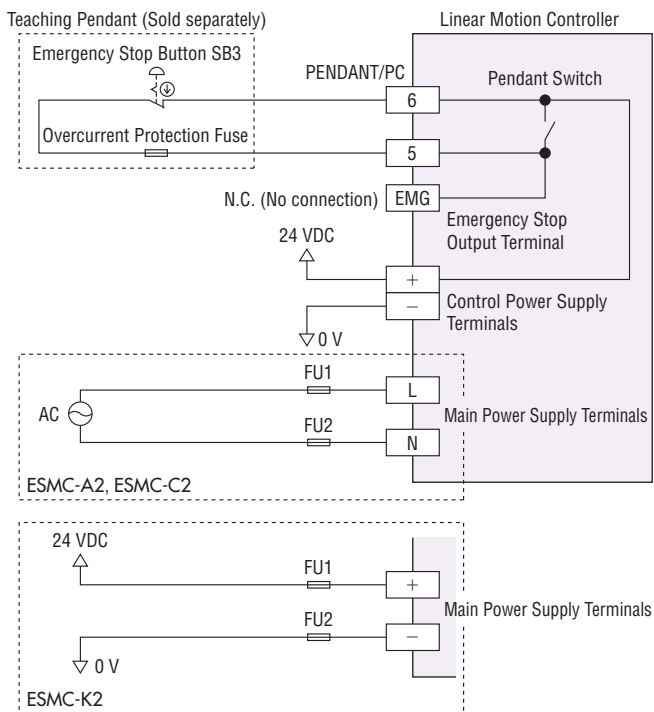 Teaching Pendant (Sold separately)
Linear Motion Controller
Emergency Stop Button SB3
PENDANT/PC
Pendant Switch
6
Overcurrent Protection Fuse
5
N.C. (No connection)
EMG
Emergency Stop
Output Terminal
24 VDC
+
−
Control Power Supply
Terminals
0 V
FU1
L
AC
FU2
Main Power Supply Terminals
N
ESMC-A2, ESMC-C2
24 VDC
FU1
+
Main Power Supply Terminals
FU2
−
0 V
ESMC-K2